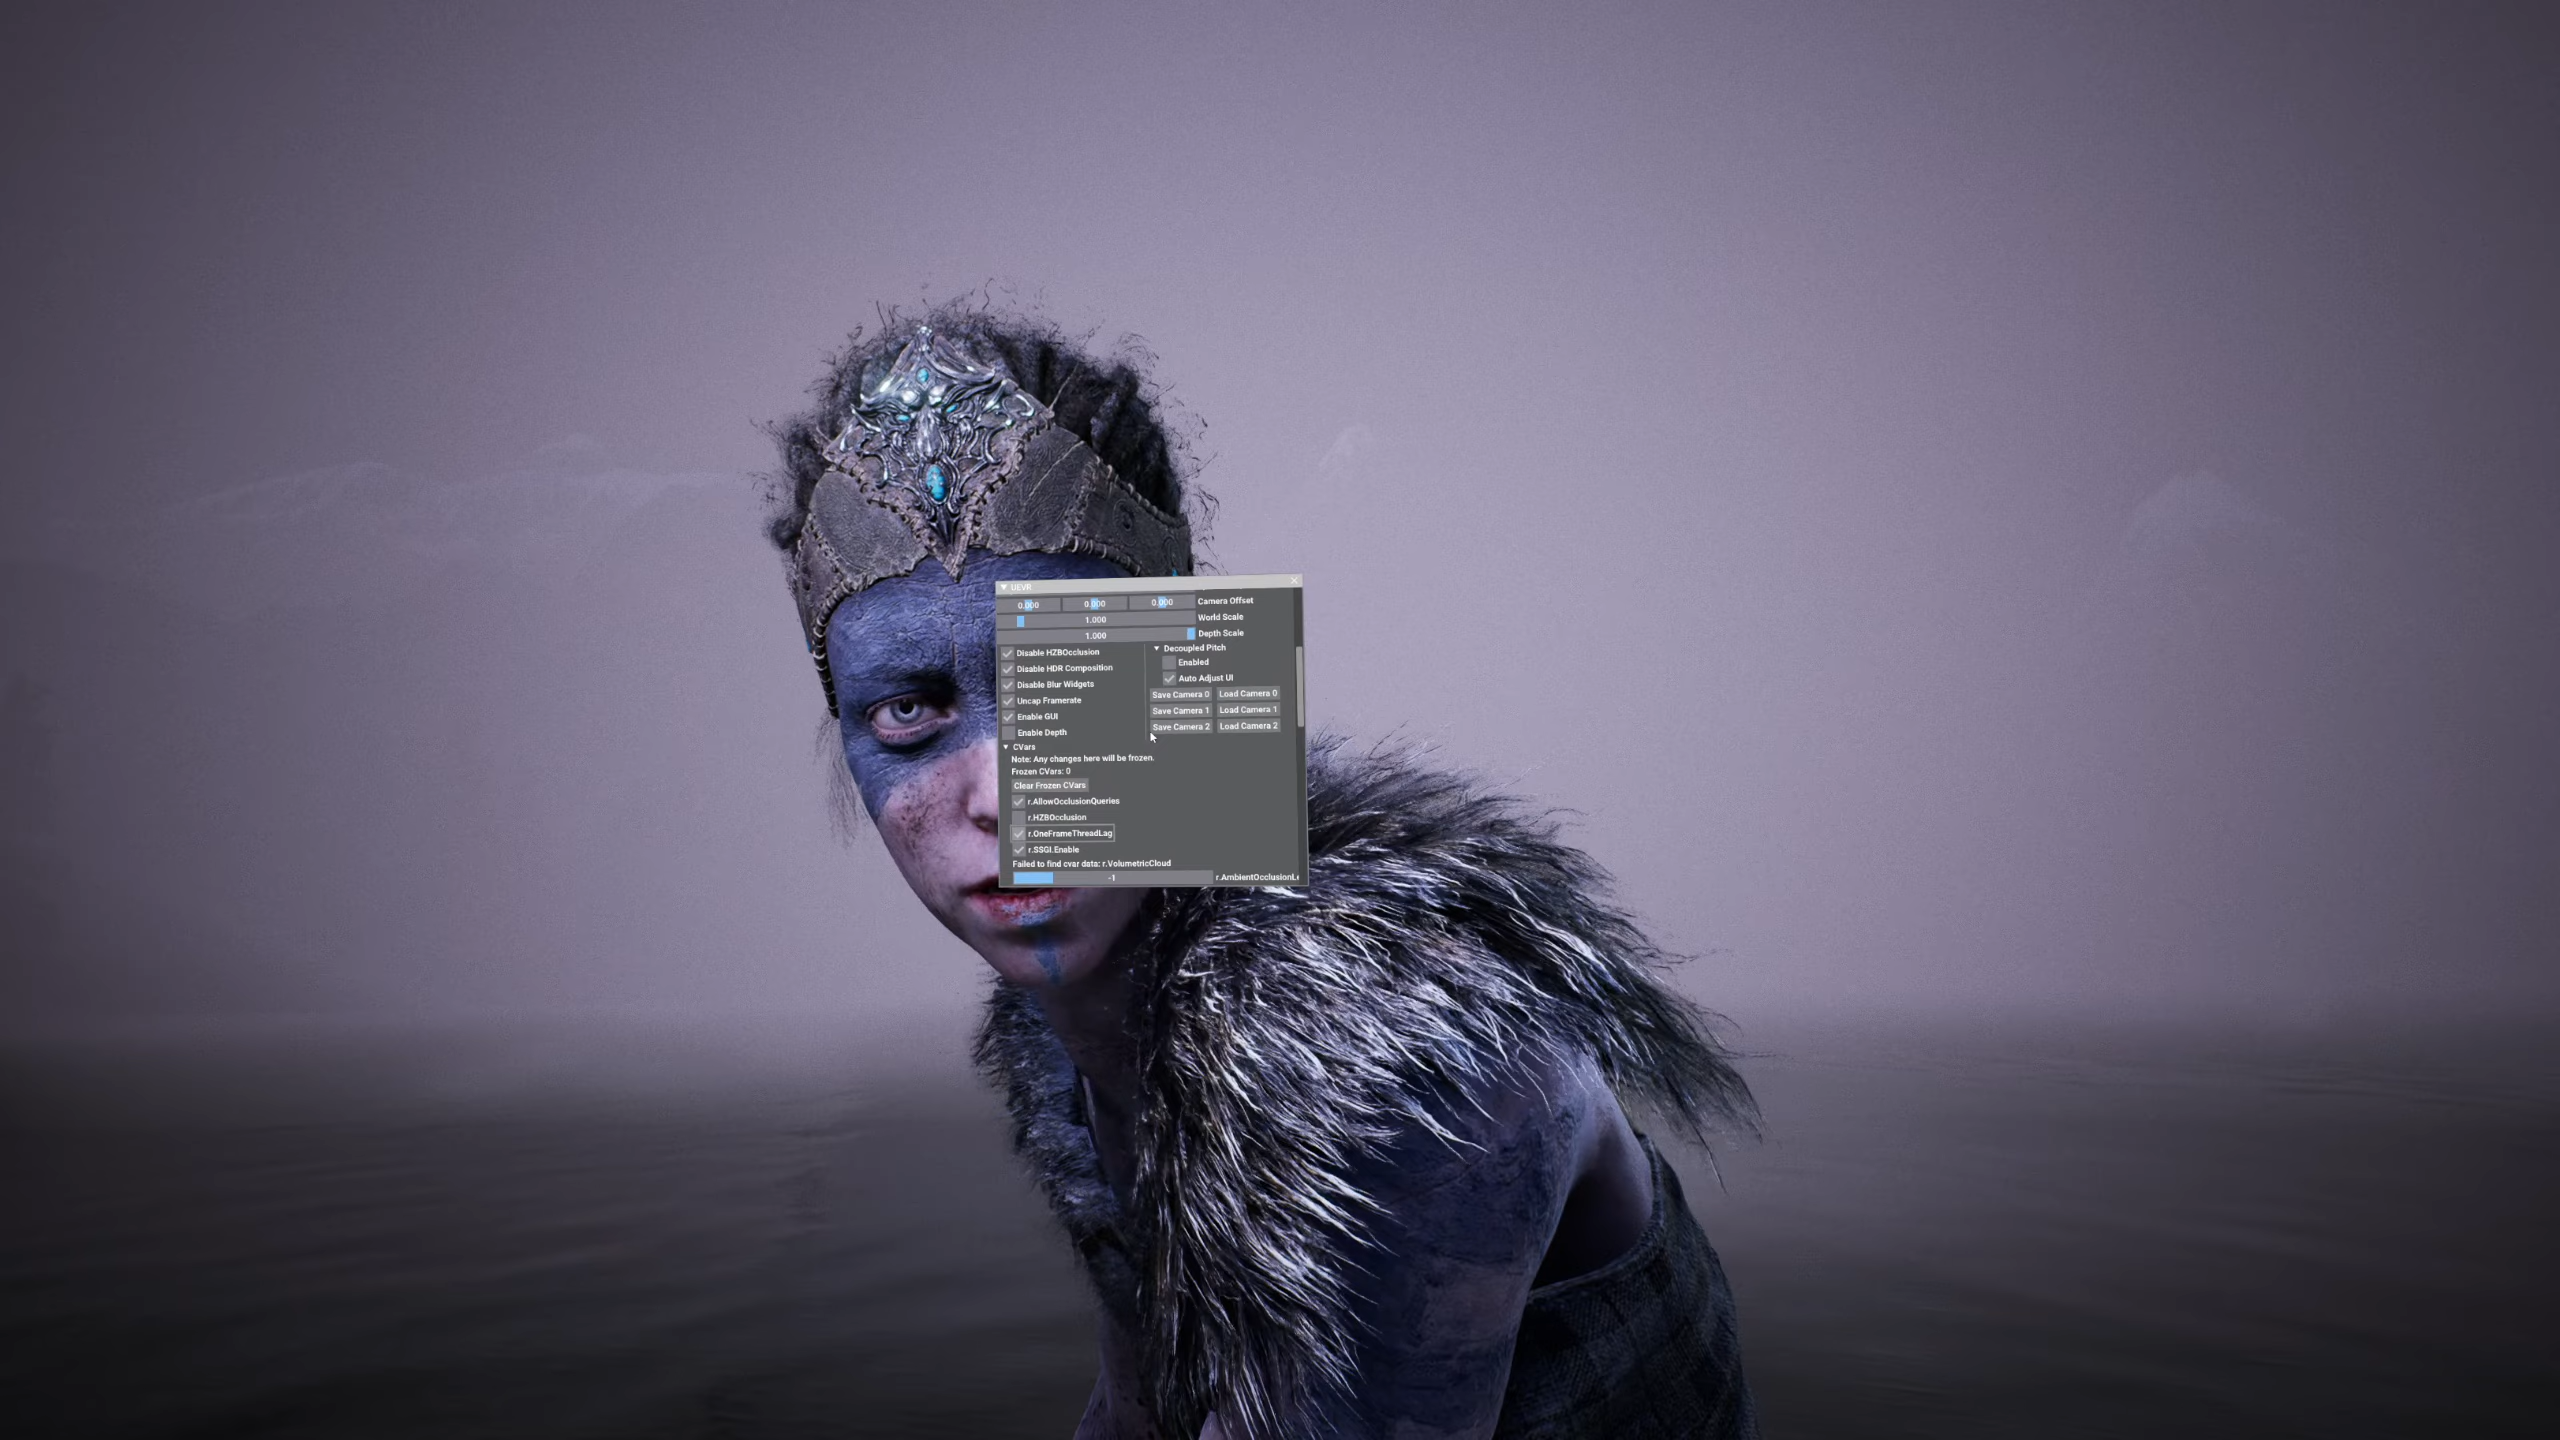 UEVR
0.000 0.000 0.000 Camera Offset
1.000 World Scale
1.000 Depth Scale
Disable HZBOcclusion
Disable HDR Composition
Disable Blur Widgets
Uncap Framerate
Enable GUI
Enable Depth
Decoupled Pitch
Enabled
Auto Adjust UI
Save Camera 0 Load Camera 0
Save Camera 1 Load Camera 1
Save Camera 2 Load Camera 2
CVars
Note: Any changes here will be frozen.
Frozen CVars: 0
Clear Frozen CVars
r.AllowOcclusionQueries
r.HZBOcclusion
r.OneFrameThreadLag
r.SSGI.Enable
Failed to find cvar data: r.VolumetricCloud
-1 r.AmbientOcclusionLe